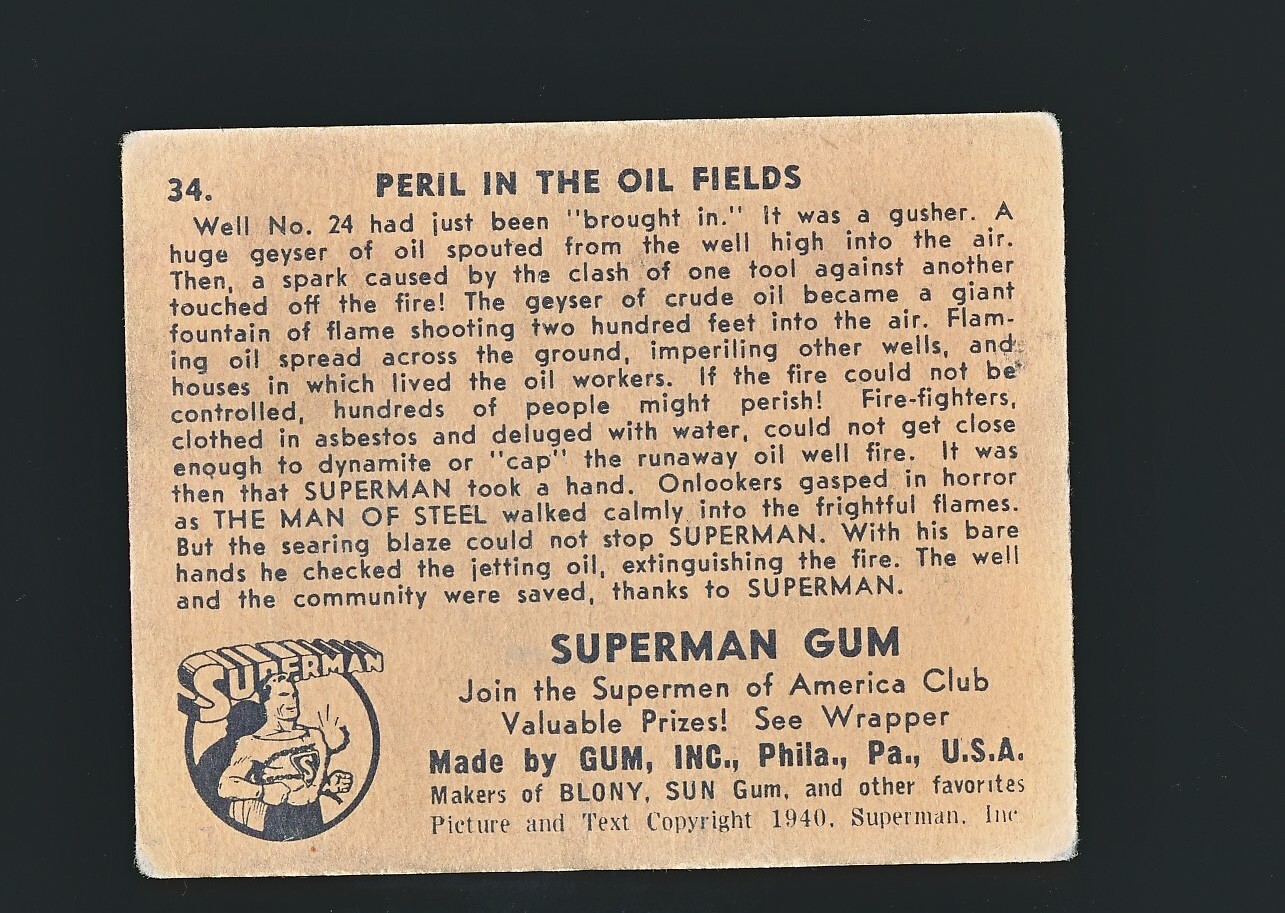 34. PERIL IN THE OIL FIELDS
Well No. 24 had just been "brought in." It was a gusher. A
huge geyser of oil spouted from the well high into the air.
Then, a spark caused by the clash of one tool against another
touched off the fire! The geyser of crude oil became a giant
fountain of flame shooting two hundred feet into the air. Flam-
ing oil spread across the ground, imperiling other wells, and
houses in which lived the oil workers. If the fire could not be
controlled, hundreds of people might perish! Fire-fighters,
clothed in asbestos and deluged with water, could not get close
enough to dynamite or "cap" the runaway oil well fire. It was
then that SUPERMAN took a hand. Onlookers gasped in horror
as THE MAN OF STEEL walked calmly into the frightful flames.
But the searing blaze could not stop SUPERMAN. With his bare
hands he checked the jetting oil, extinguishing the fire. The well
and the community were saved, thanks to SUPERMAN.
SUPERMAN
S
SUPERMAN GUM
Join the Supermen of America Club
Valuable Prizes! See Wrapper
Made by GUM, INC., Phila., Pa., U.S.A.
Makers of BLONY, SUN Gum, and other favorites
Picture and Text Copyright 1940, Superman, Inc